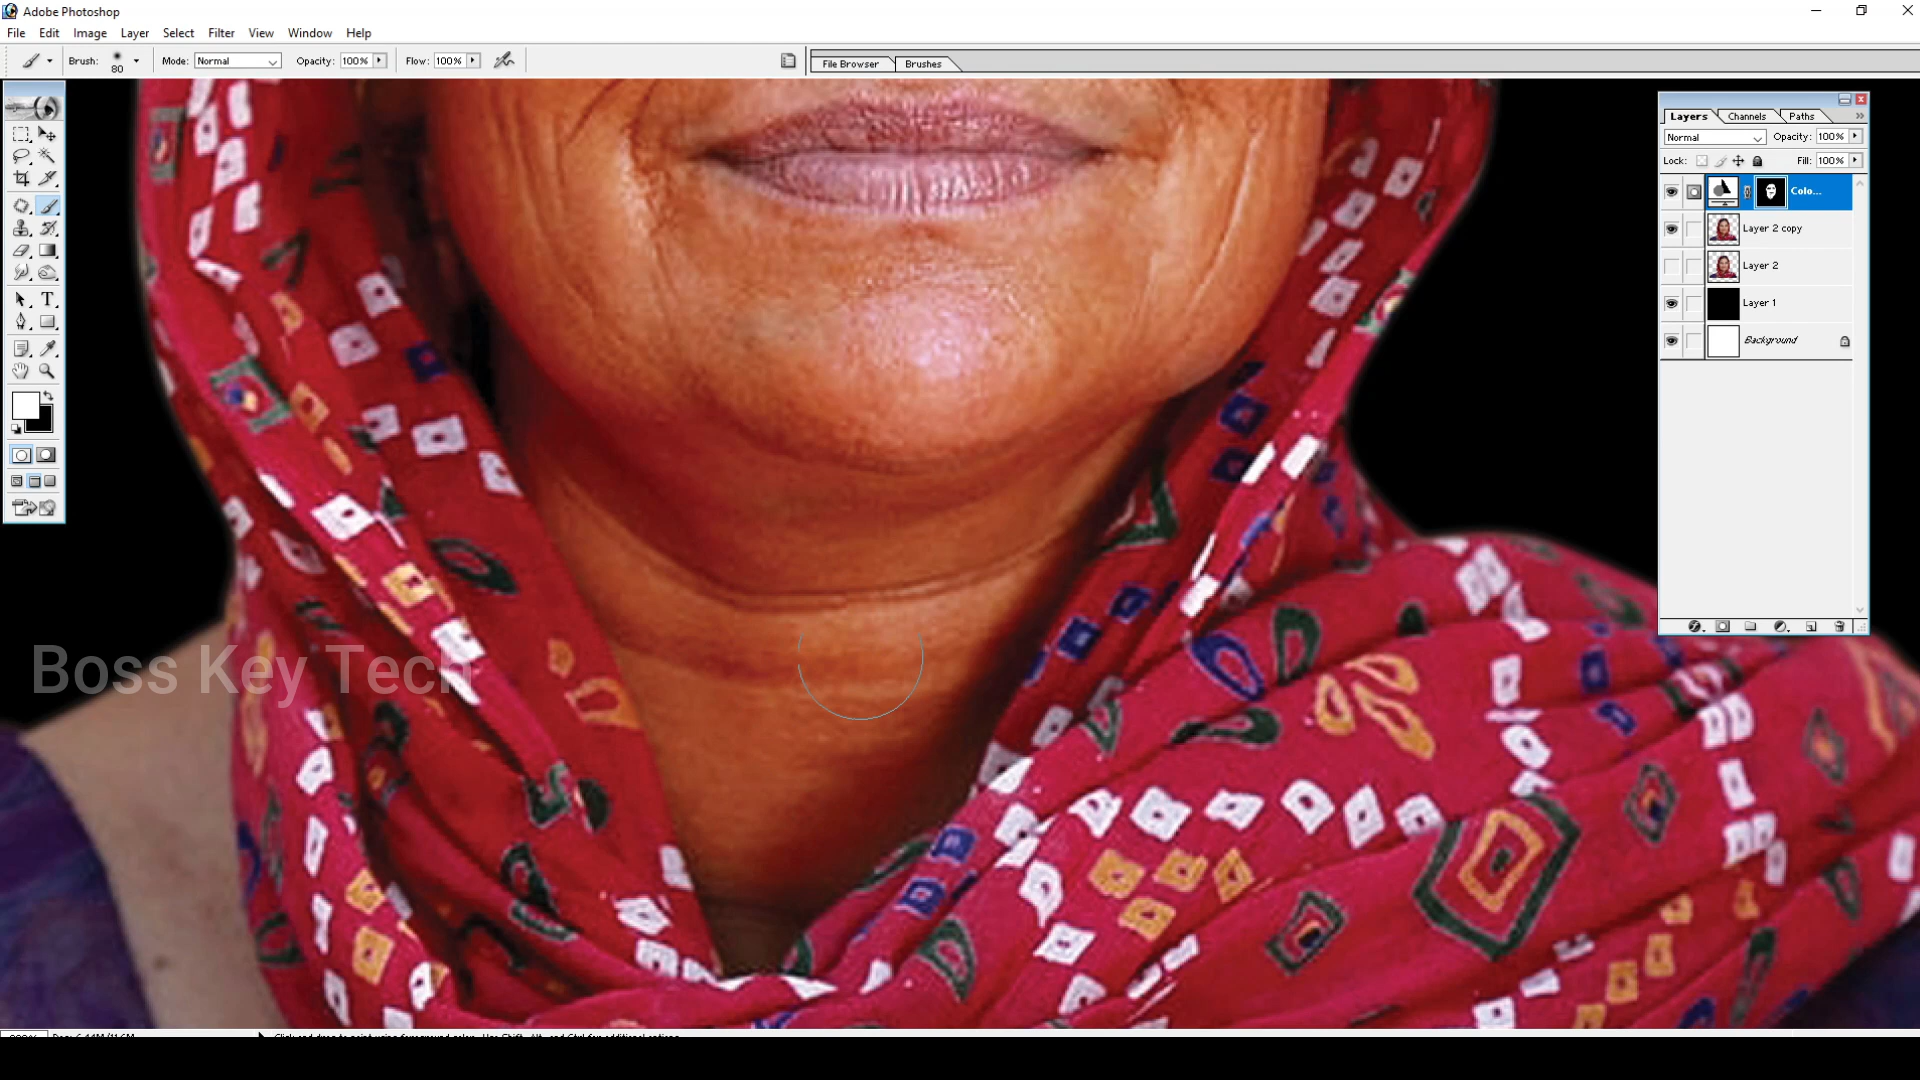 Adobe Photoshop
File Edit Image Layer Select Filter View Window Help
Brush: 80 Mode: Normal Opacity: 100% Flow: 100% File Browser Brushes
Layers Channels Paths
Normal Opacity: 100%
Lock: Fill: 100%
Colo...
Layer 2 copy
Layer 2
Layer 1
Background
Boss Key Tech